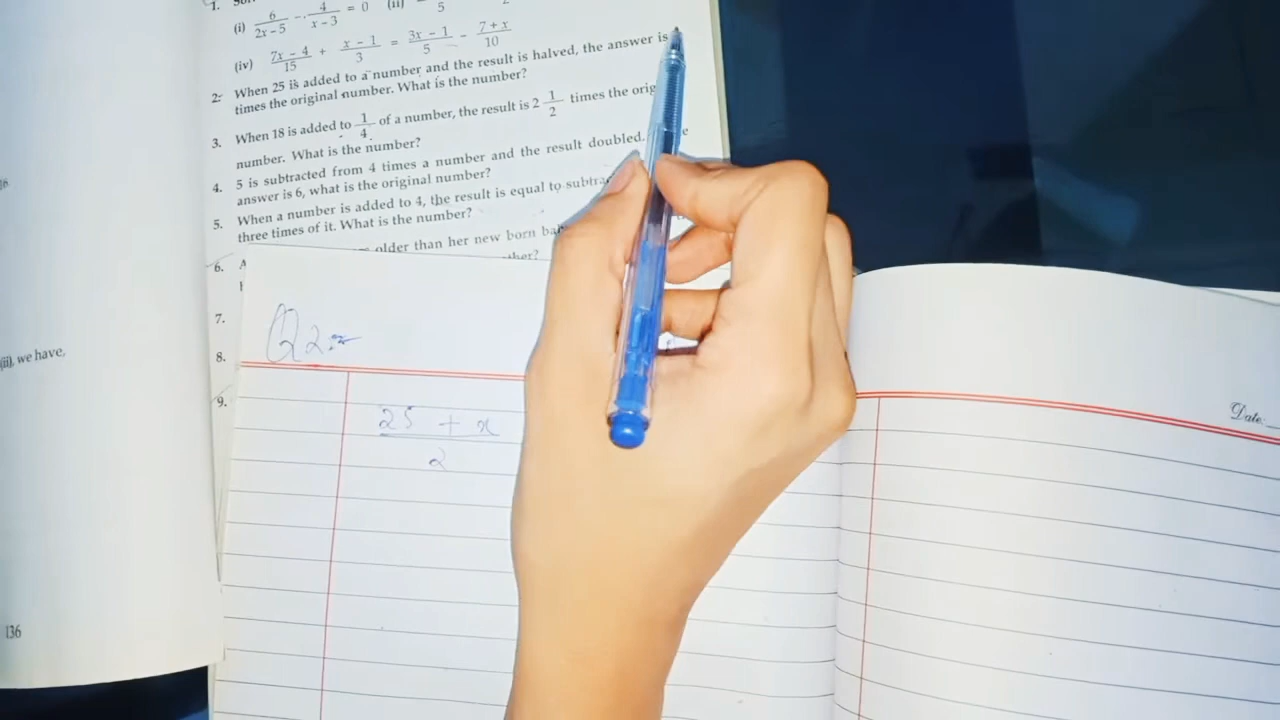 1.
(i) 6/(2x − 5) − 4/(x − 3) = 0 (ii)
5
2
(iv) (7x − 4)/15 + (x − 1)/3 = (3x − 1)/5 − (7 + x)/10
2. When 25 is added to a number and the result is halved, the answer is
times the original number. What is the number?
3. When 18 is added to 1/4 of a number, the result is 2 1/2 times the orig
number. What is the number?
4. 5 is subtracted from 4 times a number and the result doubled.
answer is 6, what is the original number?
5. When a number is added to 4, the result is equal to subtrac
three times of it. What is the number?
6. A older than her new born ba
7.
8.
9.
(ii), we have,
136
Q2
25 + x
2
Date: